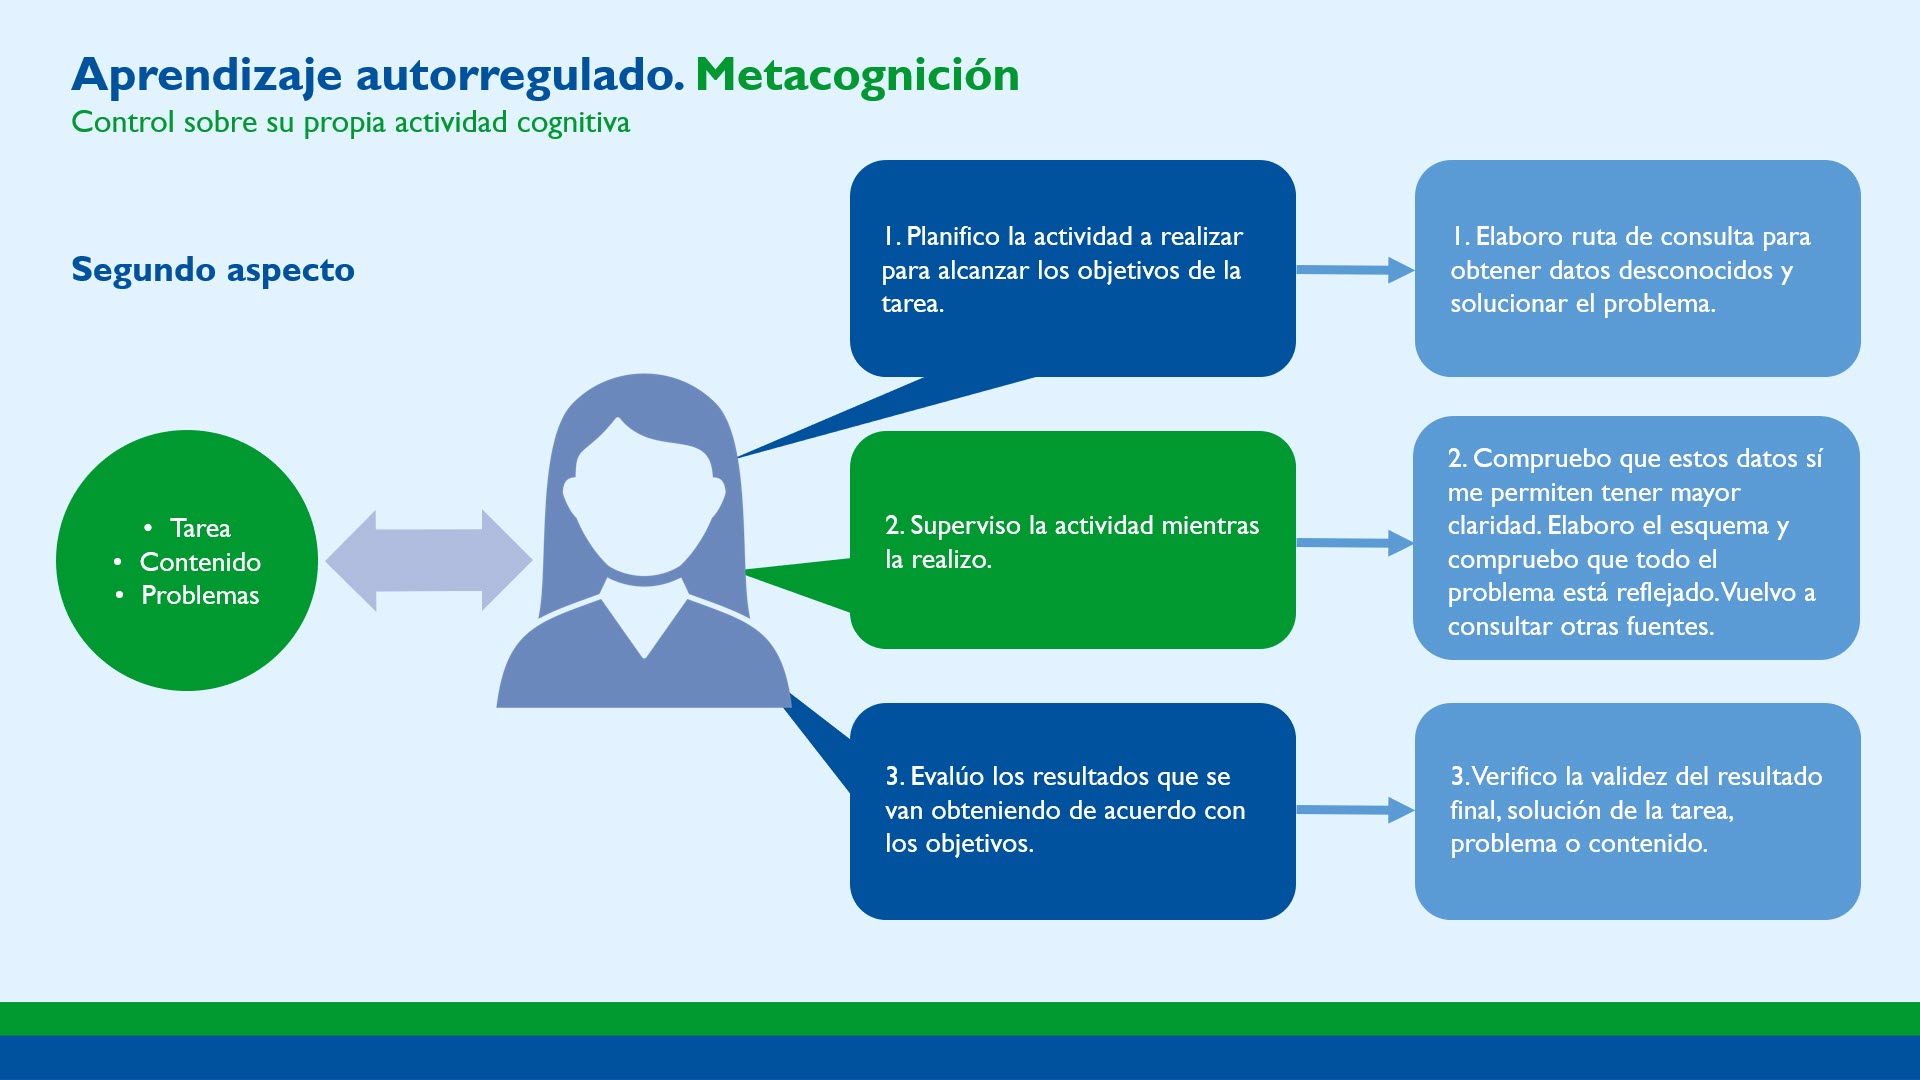 Aprendizaje autorregulado. Metacognición
Control sobre su propia actividad cognitiva
Segundo aspecto
• Tarea
• Contenido
• Problemas
1. Planifico la actividad a realizar
para alcanzar los objetivos de la
tarea.
1. Elaboro ruta de consulta para
obtener datos desconocidos y
solucionar el problema.
2. Superviso la actividad mientras
la realizo.
2. Compruebo que estos datos sí
me permiten tener mayor
claridad. Elaboro el esquema y
compruebo que todo el
problema está reflejado. Vuelvo a
consultar otras fuentes.
3. Evalúo los resultados que se
van obteniendo de acuerdo con
los objetivos.
3. Verifico la validez del resultado
final, solución de la tarea,
problema o contenido.